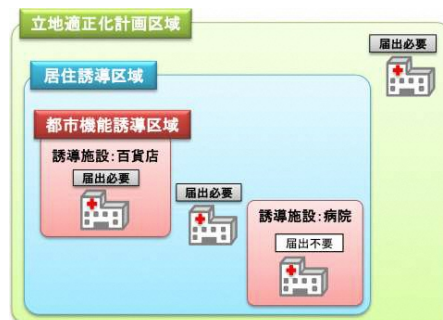 立地適正化計画区域
届出必要
居住誘導区域
都市機能誘導区域
誘導施設：百貨店
届出必要
届出必要
誘導施設：病院
届出不要